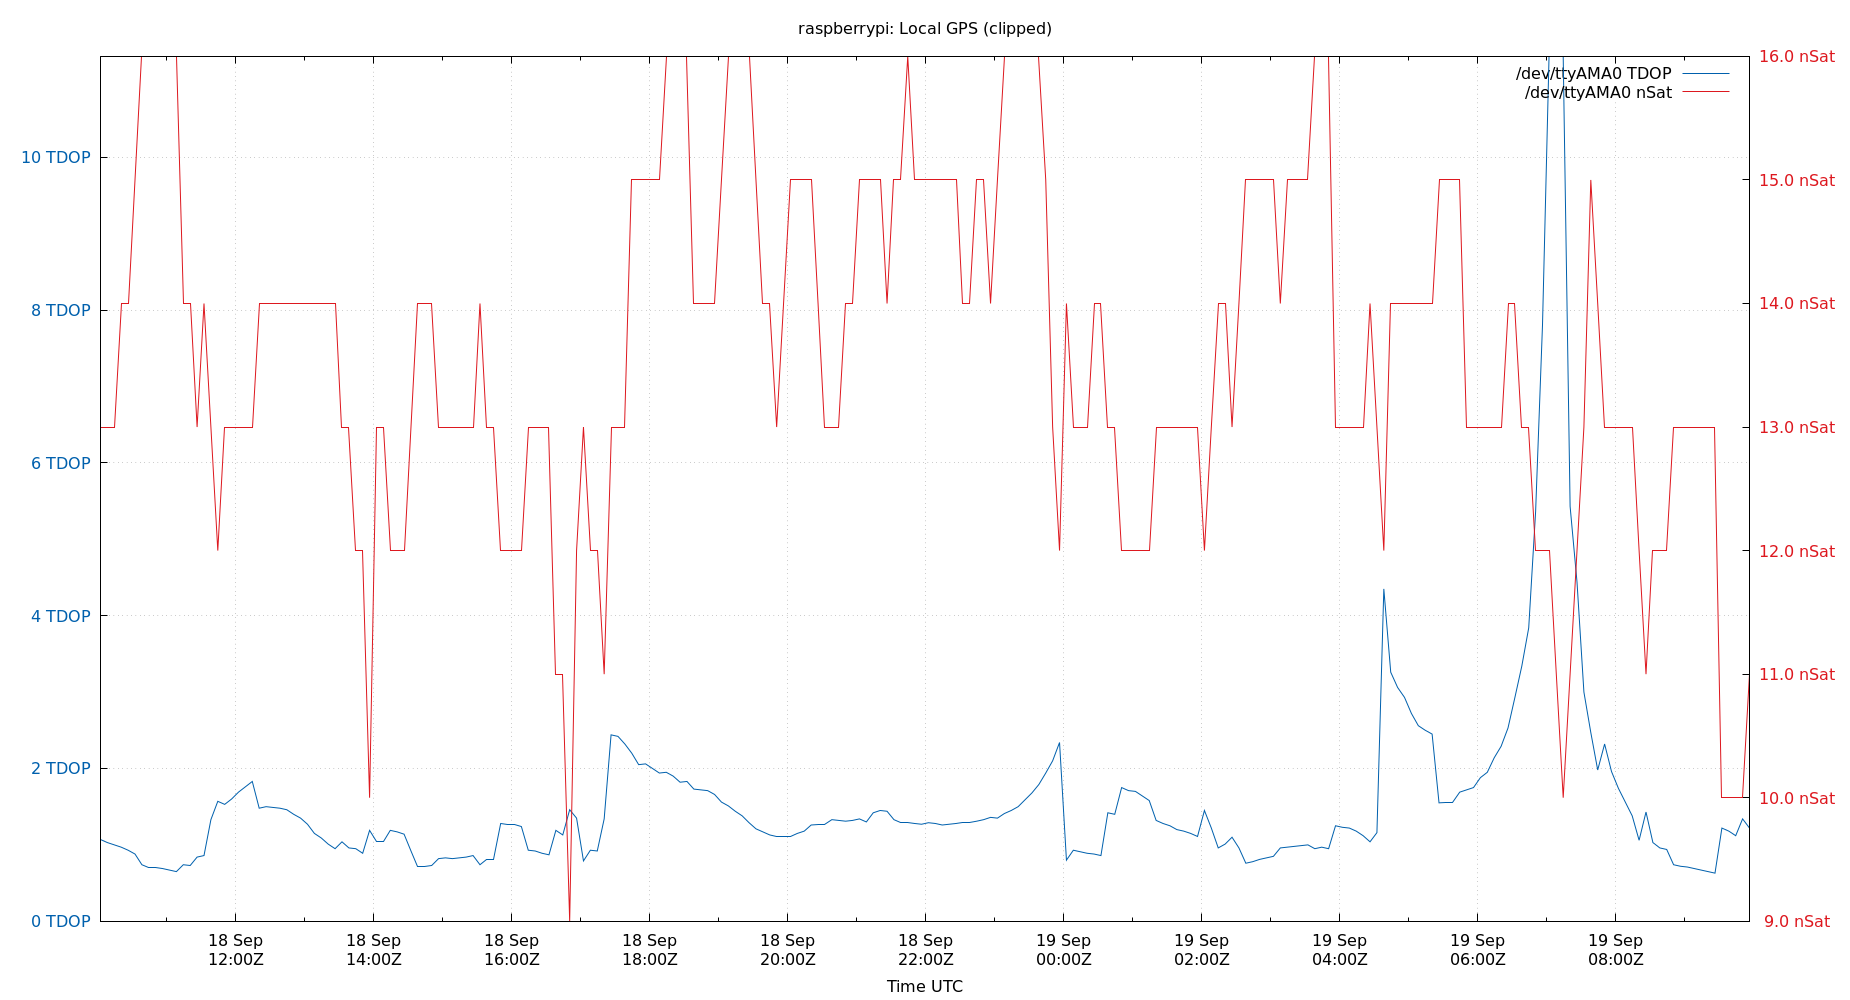 raspberrypi: Local GPS (clipped)
/dev/ttyAMA0 TDOP
/dev/ttyAMA0 nSat
10 TDOP
8 TDOP
6 TDOP
4 TDOP
2 TDOP
0 TDOP
16.0 nSat
15.0 nSat
14.0 nSat
13.0 nSat
12.0 nSat
11.0 nSat
10.0 nSat
9.0 nSat
18 Sep
12:00Z
18 Sep
14:00Z
18 Sep
16:00Z
18 Sep
18:00Z
18 Sep
20:00Z
18 Sep
22:00Z
19 Sep
00:00Z
19 Sep
02:00Z
19 Sep
04:00Z
19 Sep
06:00Z
19 Sep
08:00Z
Time UTC